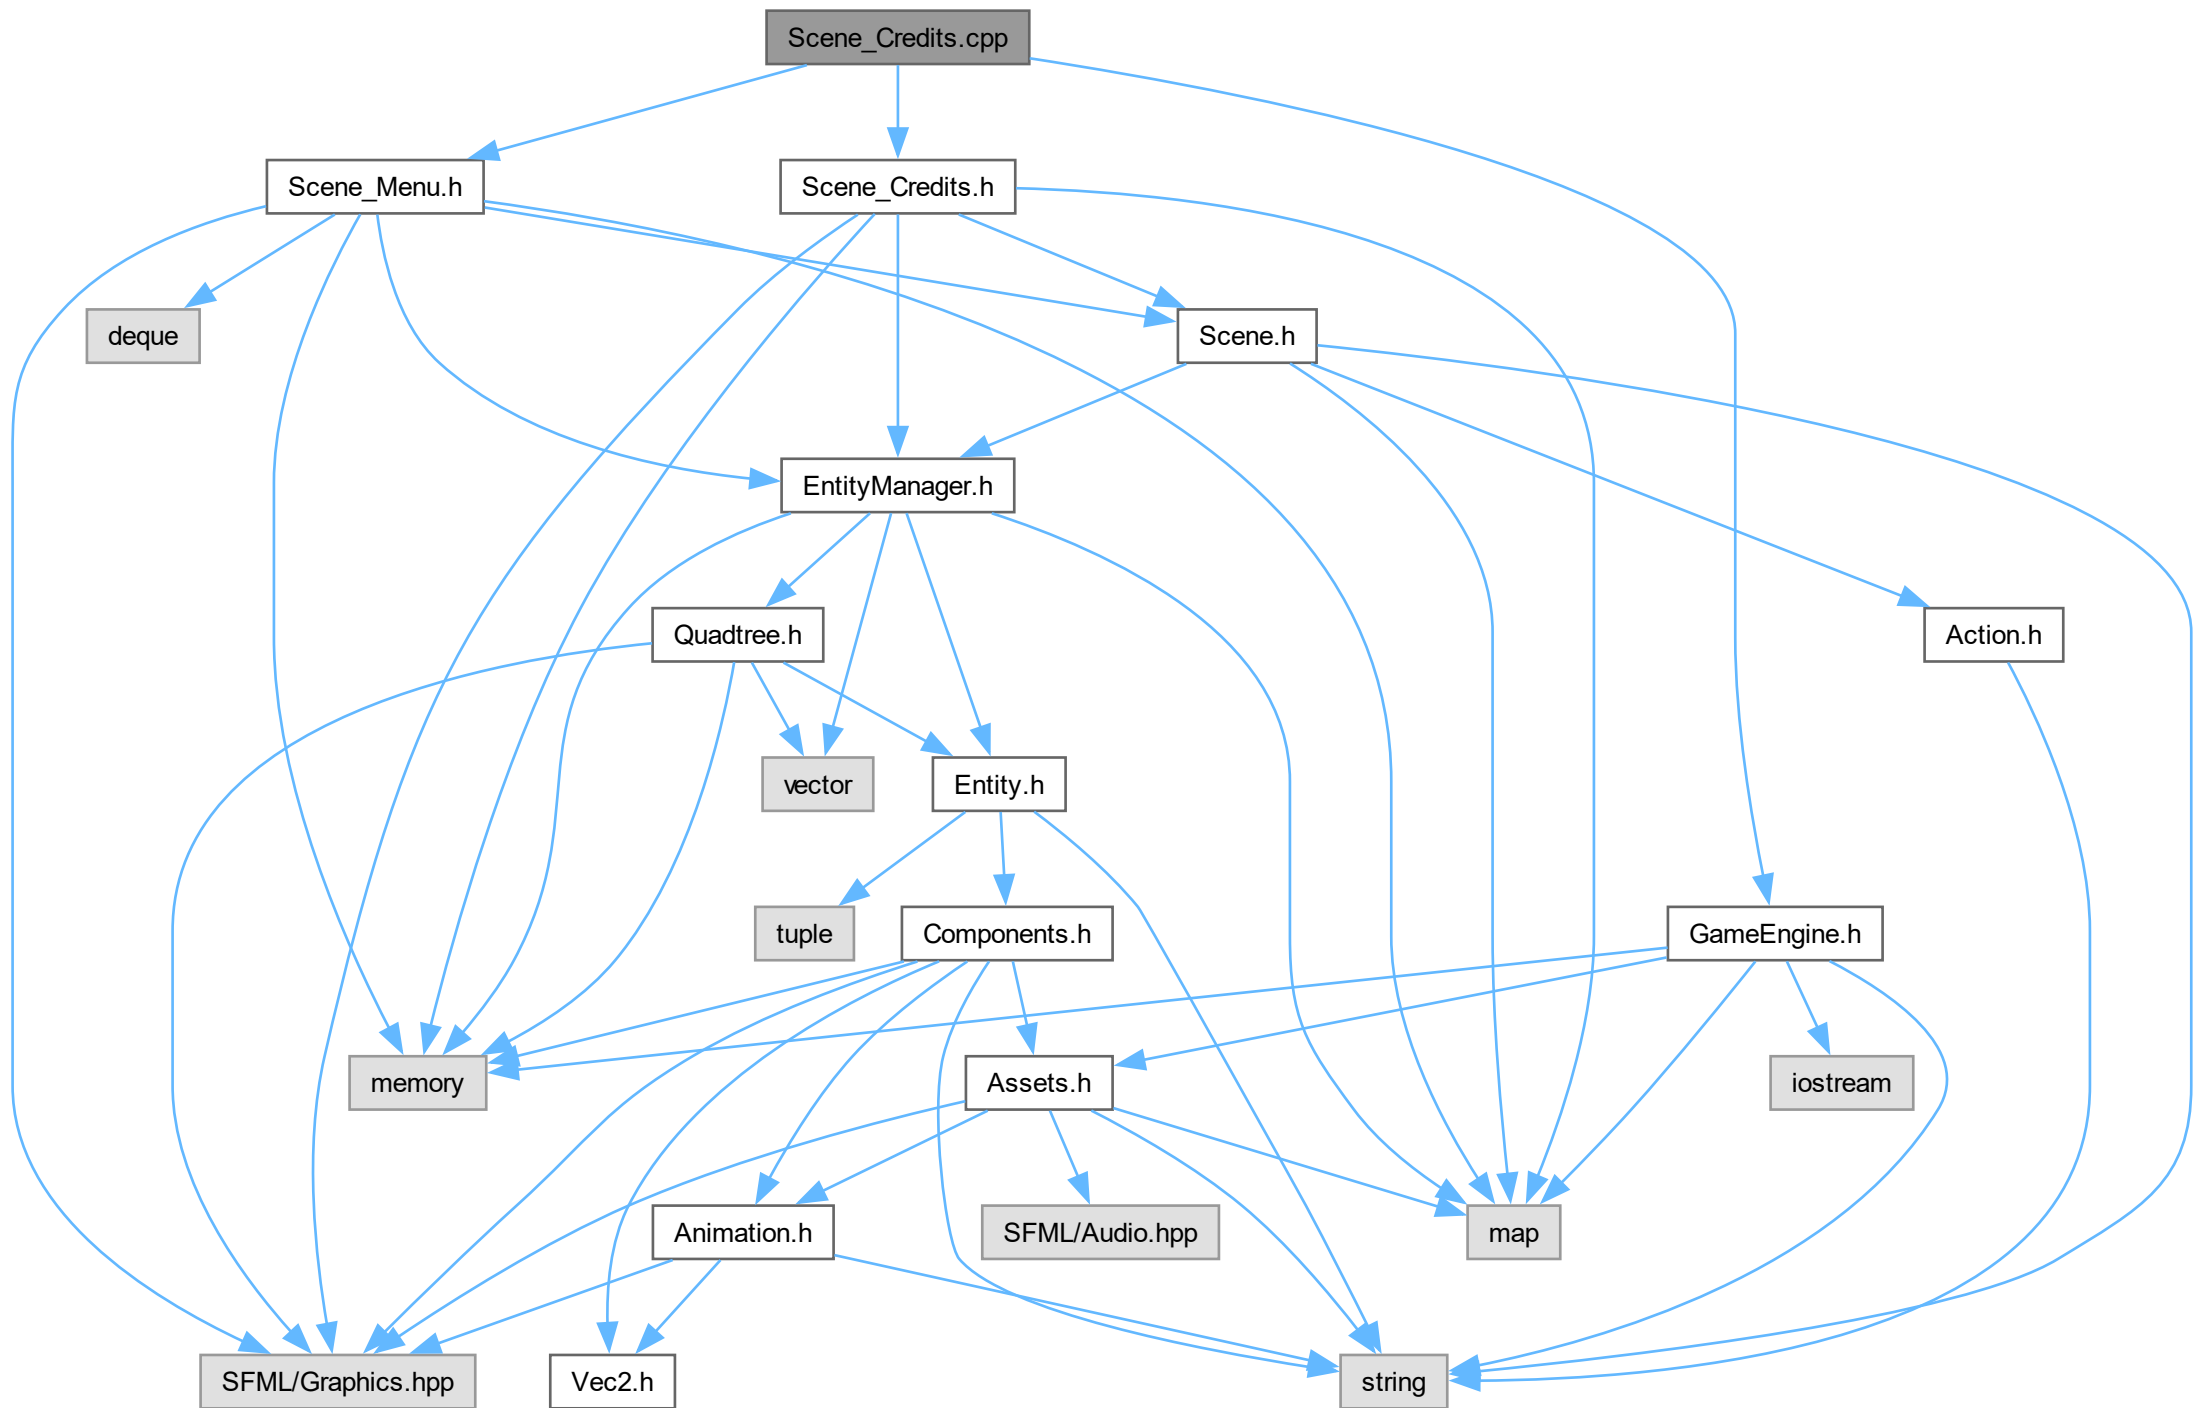 Scene_Credits.cpp
Scene_Menu.h
Scene_Credits.h
deque
Scene.h
EntityManager.h
Quadtree.h
Action.h
vector
Entity.h
tuple
Components.h
GameEngine.h
memory
Assets.h
iostream
Animation.h
SFML/Audio.hpp
map
SFML/Graphics.hpp
Vec2.h
string